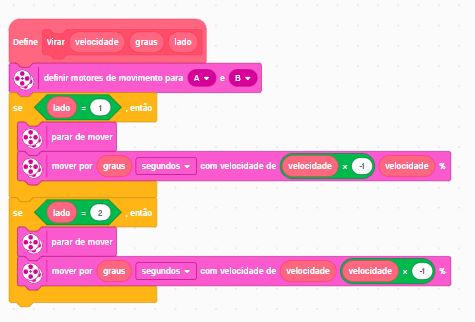 Define Virar velocidade graus lado
definir motores de movimento para A e B
se lado = 1 , então
parar de mover
mover por graus segundos com velocidade de velocidade × -1 velocidade %
se lado = 2 , então
parar de mover
mover por graus segundos com velocidade de velocidade velocidade × -1 %